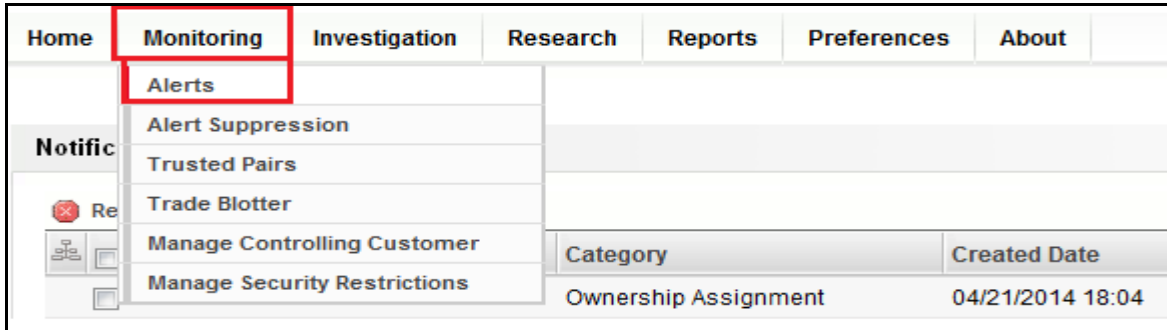 Home Monitoring Investigation Research Reports Preferences About
Alerts
Alert Suppression
Notific
Trusted Pairs
Re
Trade Blotter
Manage Controlling Customer
Category Created Date
Manage Security Restrictions
Ownership Assignment 04/21/2014 18:04